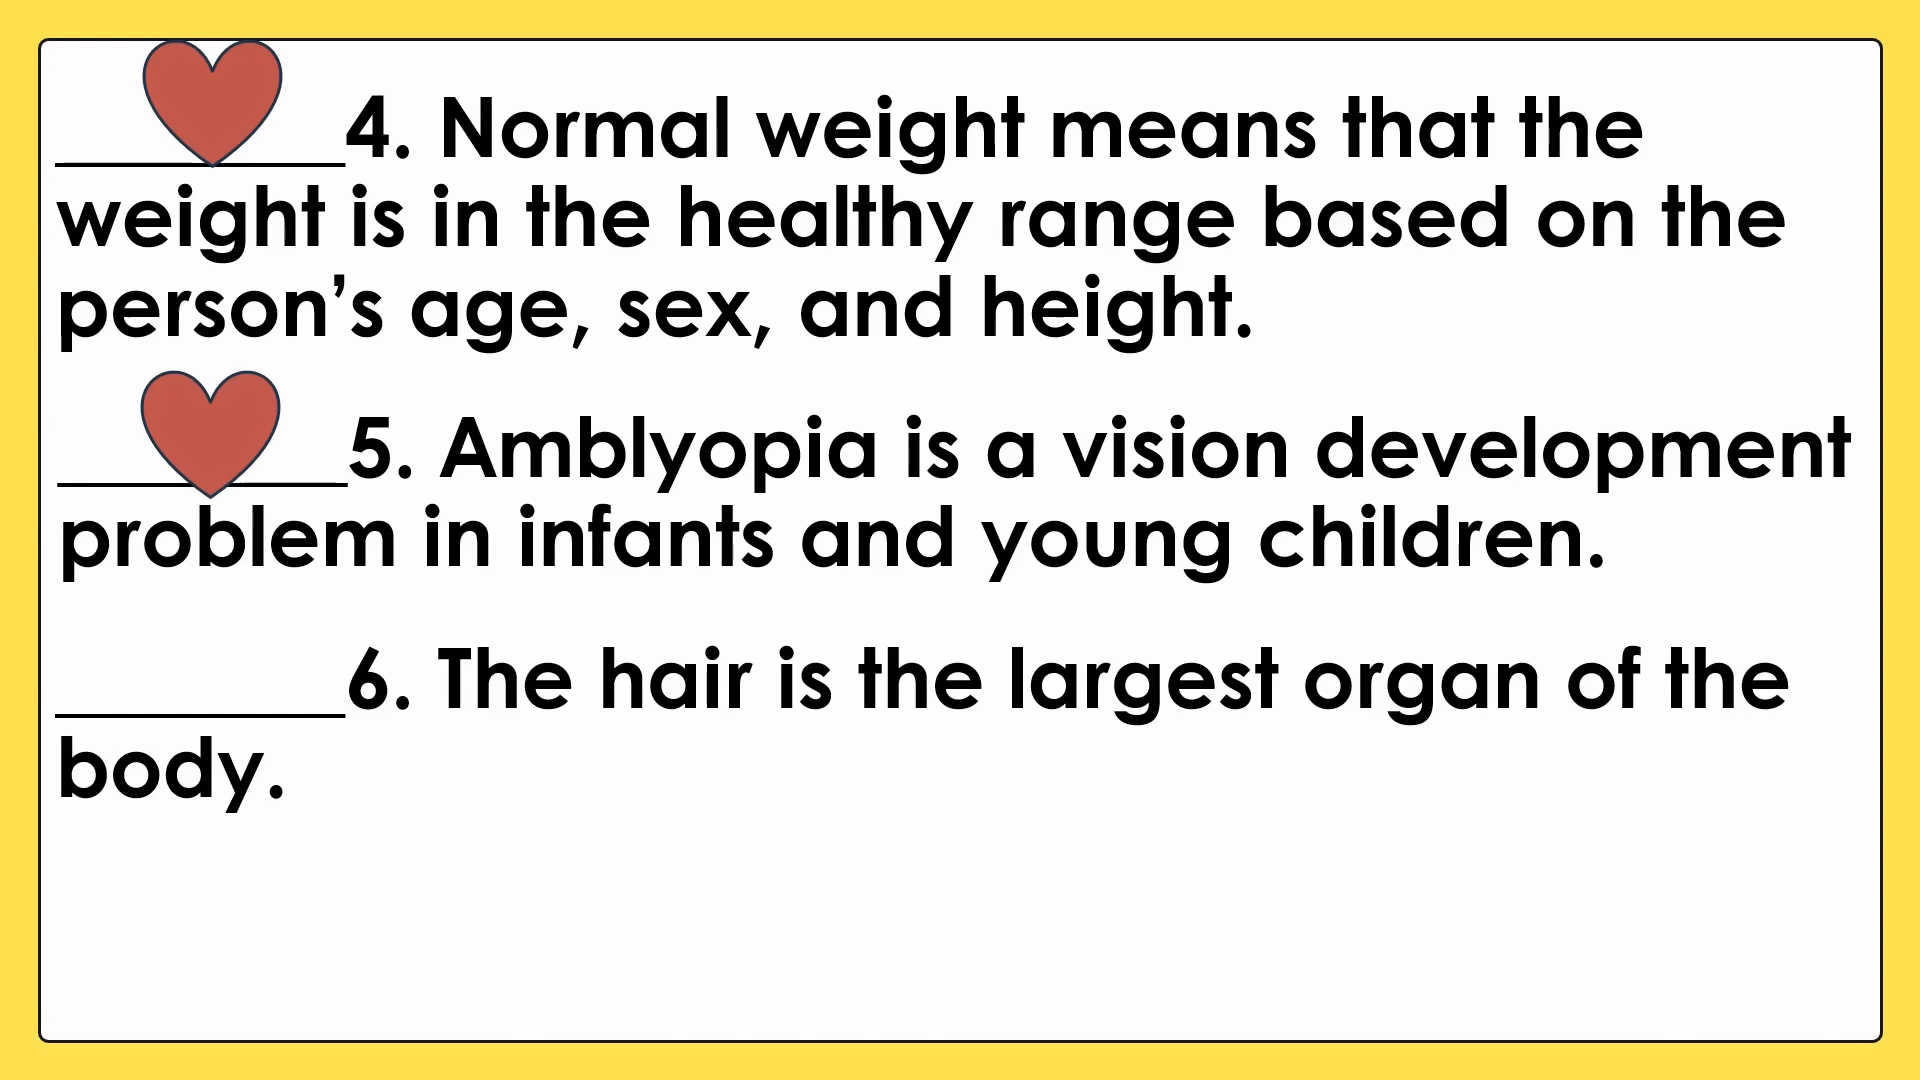 ________4. Normal weight means that the
weight is in the healthy range based on the
person’s age, sex, and height.
________5. Amblyopia is a vision development
problem in infants and young children.
________6. The hair is the largest organ of the
body.